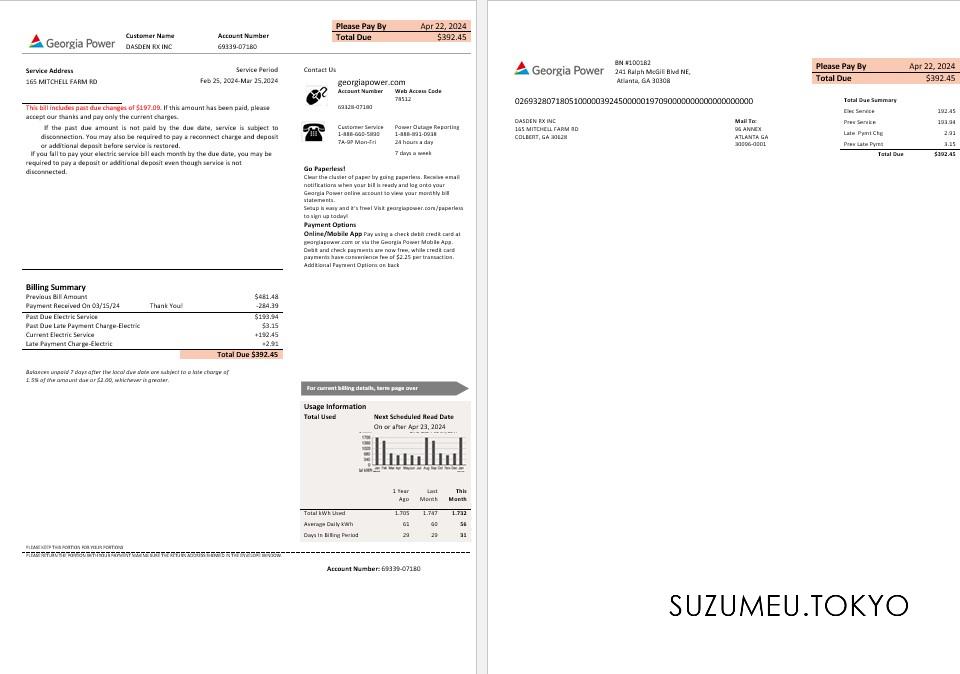 Please Pay By Apr 22, 2024
Total Due $392.45
Georgia Power
Customer Name Account Number
DASDEN RX INC 69339-07180
Service Address Service Period
165 MITCHELL FARM RD Feb 25, 2024-Mar 25,2024
This bill includes past due changes of $197.09. If this amount has been paid, please
accept our thanks and pay only the current charges.
If the past due amount is not paid by the due date, service is subject to
disconnection. You may also be required to pay a reconnect charge and deposit
or additional deposit before service is restored.
If you fall to pay your electric service bill each month by the due date, you may be
required to pay a deposit or additional deposit even though service is not
disconnected.
Contact Us
georgiapower.com
Account Number Web Access Code
78512
69328-07180
Customer Service Power Outage Reporting
1-888-660-5890 1-888-891-0938
7A-9P Mon-Fri 24 hours a day
7 days a week
Go Paperless!
Clear the cluster of paper by going paperless. Receive email
notifications when your bill is ready and log onto your
Georgia Power online account to view your monthly bill
statements.
Setup is easy and it's free! Visit georgiapower.com/paperless
to sign up today!
Payment Options
Online/Mobile App Pay using a check debit credit card at
georgiapower.com or via the Georgia Power Mobile App.
Debit and check payments are now free, while credit card
payments have convenience fee of $2.25 per transaction.
Additional Payment Options on back
Billing Summary
Previous Bill Amount $481.48
Payment Received On 03/15/24 Thank You! -284.39
Past Due Electric Service $193.94
Past Due Late Payment Charge-Electric $3.15
Current Electric Service +192.45
Late Payment Charge-Electric +2.91
Total Due $392.45
Balances unpaid 7 days after the local due date are subject to a late charge of
1.5% of the amount due or $2.00, whichever is greater.
For current billing details, term page over
Usage Information
Total Used Next Scheduled Read Date
On or after Apr 23, 2024
1 Year Last This
Ago Month Month
Total kWh Used 1.705 1.747 1.732
Average Daily kWh 61 60 56
Days In Billing Period 29 29 31
PLEASE KEEP THIS PORTION FOR YOUR PORTIONS
Account Number: 69339-07180
Georgia Power
BN #100182
241 Ralph McGill Blvd NE,
Atlanta, GA 30308
Please Pay By Apr 22, 2024
Total Due $392.45
DASDEN RX INC
165 MITCHELL FARM RD
COLBERT, GA 30628
Mail To:
96 ANNEX
ATLANTA GA
30096-0001
Total Due Summary
Elec Service 192.45
Prev Service 193.94
Late Pymt Chg 2.91
Prev Late Pymt 3.15
Total Due $392.45
SUZUMEU.TOKYO